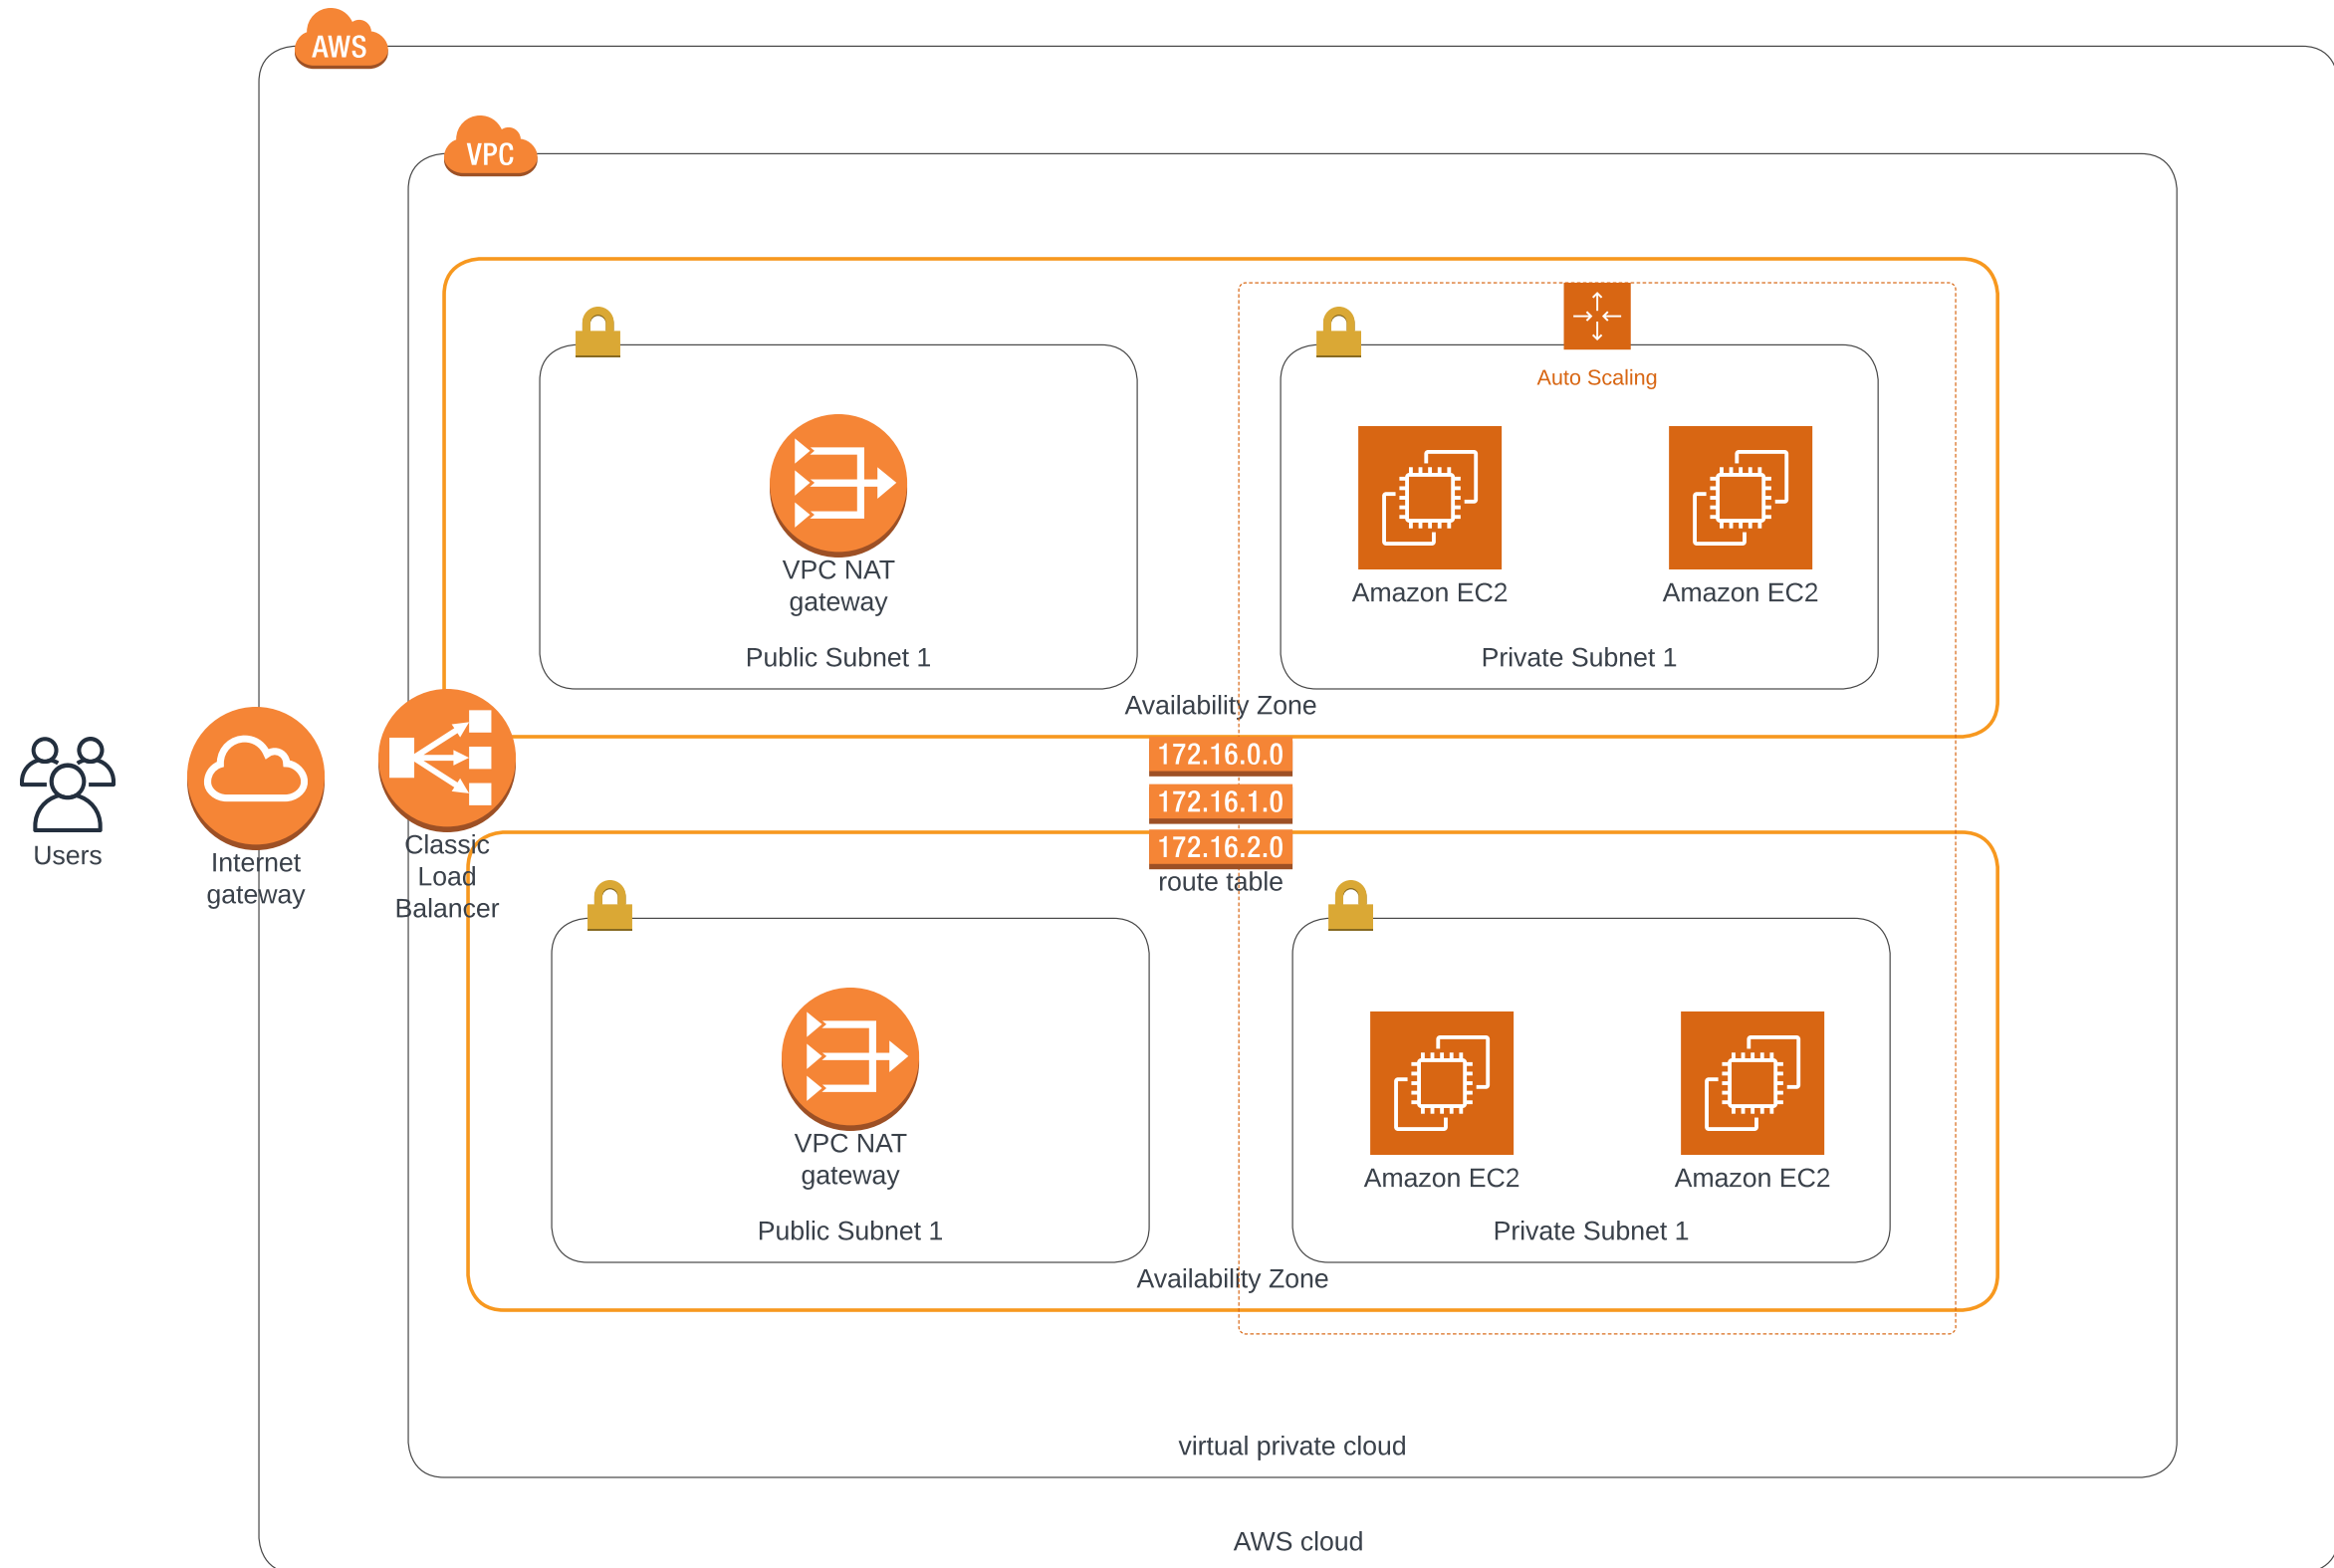 AWS
VPC
Auto Scaling
VPC NAT
gateway
Amazon EC2
Amazon EC2
Public Subnet 1
Private Subnet 1
Availability Zone
172.16.0.0
172.16.1.0
172.16.2.0
route table
Users
Internet
gateway
Classic
Load
Balancer
VPC NAT
gateway
Amazon EC2
Amazon EC2
Public Subnet 1
Private Subnet 1
Availability Zone
virtual private cloud
AWS cloud